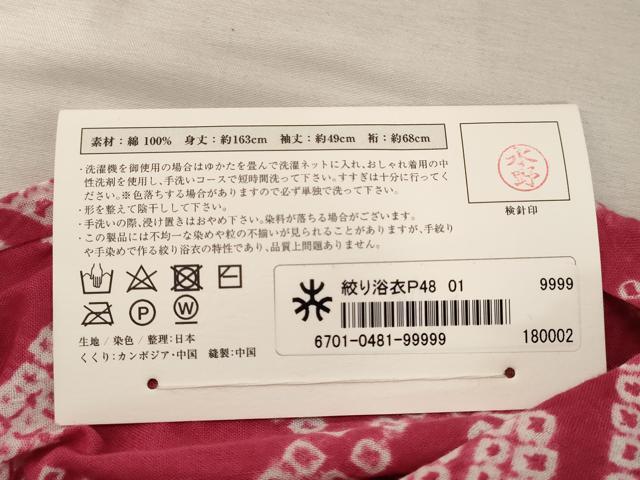 素材：綿 100%　身丈：約163cm　袖丈：約49cm　裄：約68cm
・洗濯機を御使用の場合はゆかたを畳んで洗濯ネットに入れ、おしゃれ着用の中
性洗剤を使用し、手洗いコースで短時間洗って下さい。すすぎは十分に行ってく
ださい。※色落ちする場合がありますので必ず単独で洗って下さい。
・形を整えて陰干しして下さい。
・手洗いの際、浸け置きはおやめ下さい。染料が落ちる場合がございます。
・この製品には不均一な染めや粒の不揃いが見られることがありますが、手絞り
や手染めで作る絞り浴衣の特性であり、品質上問題ありません。
水野
検針印
P
W
生地 / 染色 / 整理：日本
くくり：カンボジア・中国　縫製：中国
絞り浴衣P48 01　9999
6701-0481-99999　180002